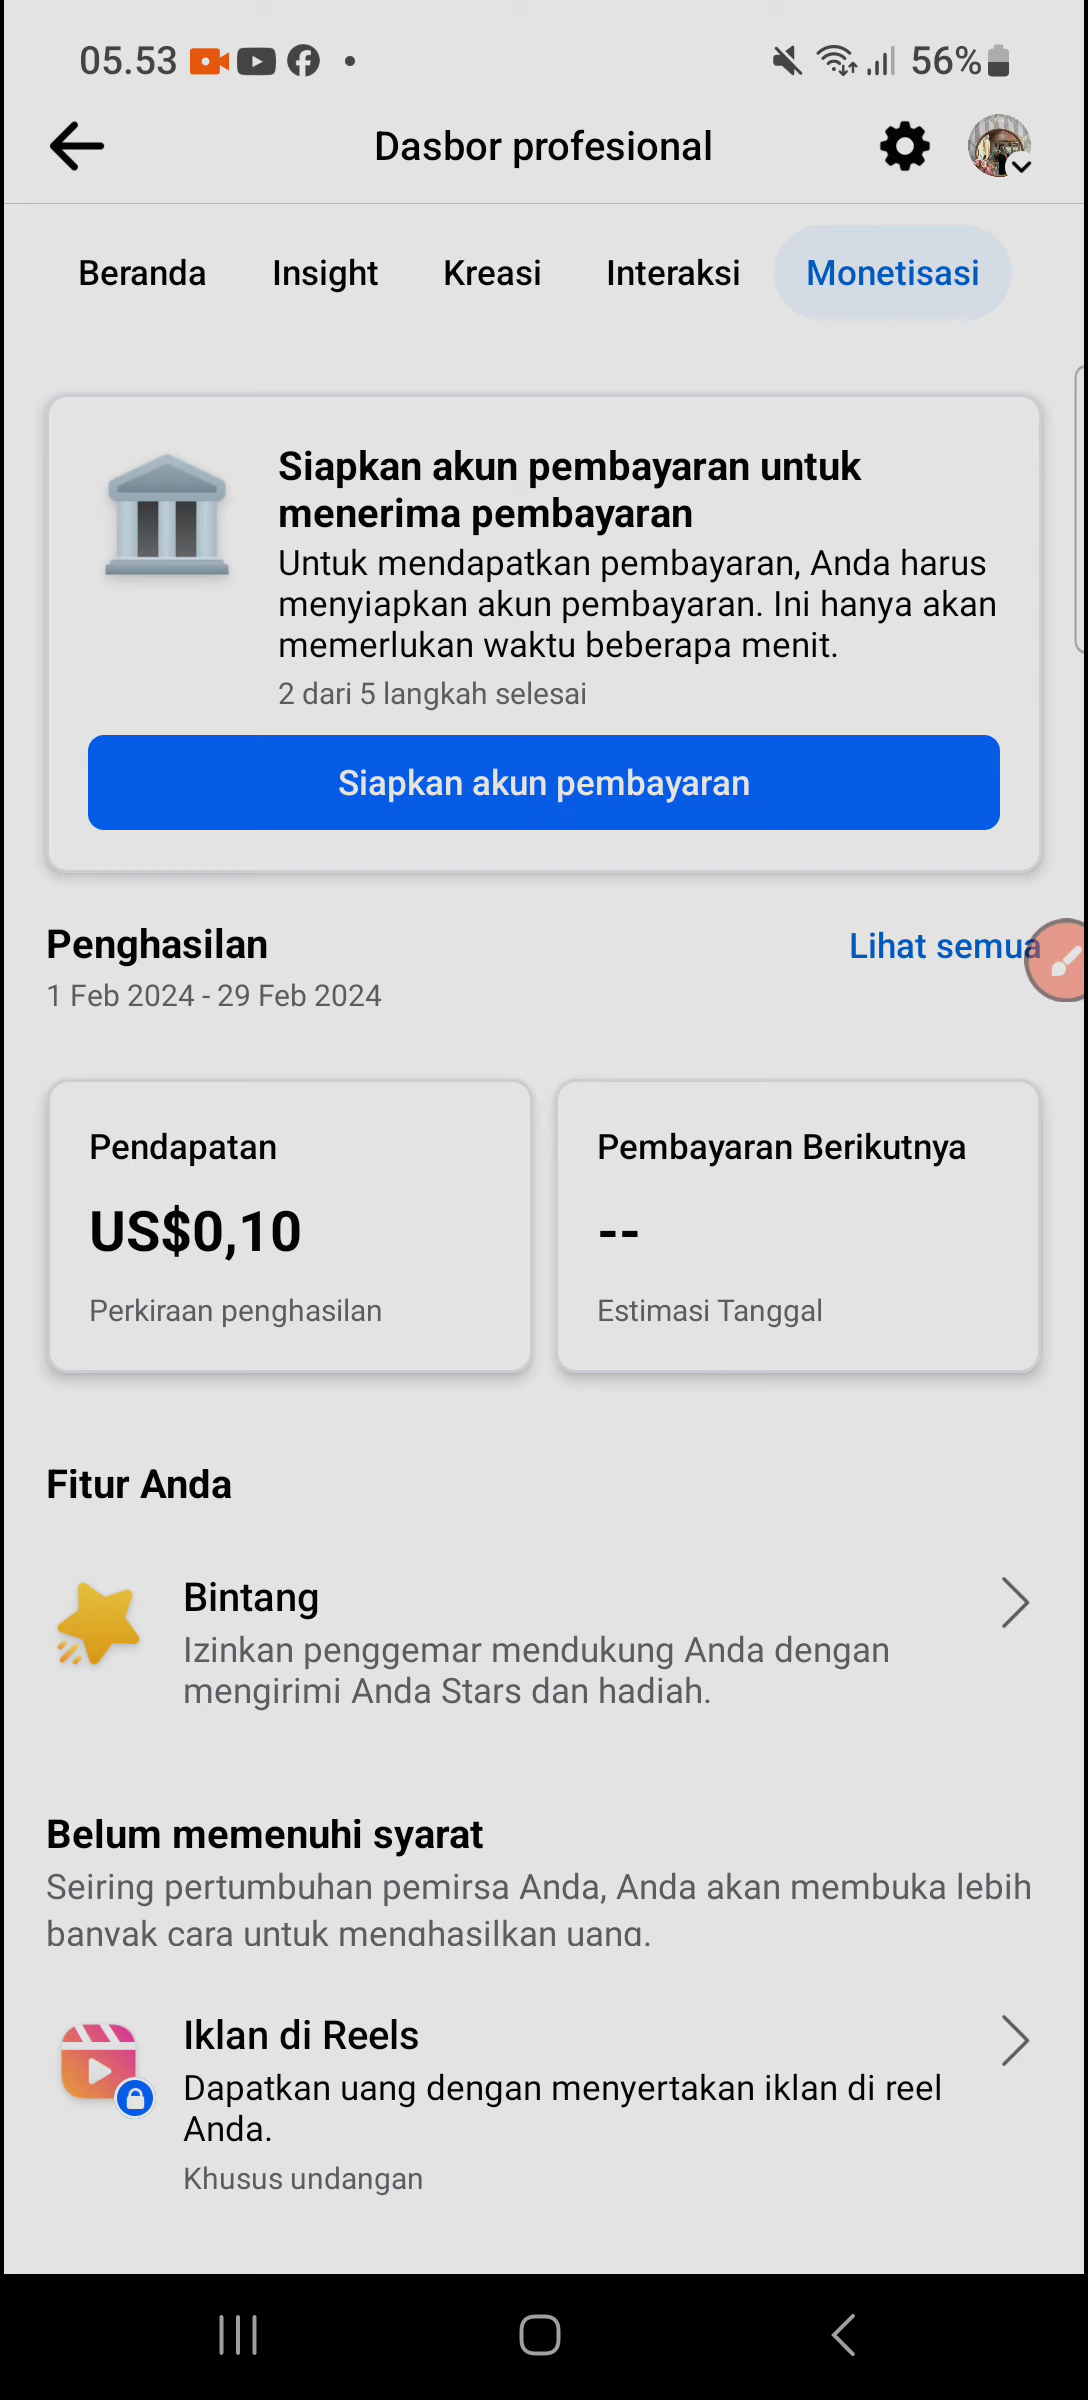 05.53
56%
Dasbor profesional
Beranda Insight Kreasi Interaksi Monetisasi
Siapkan akun pembayaran untuk
menerima pembayaran
Untuk mendapatkan pembayaran, Anda harus
menyiapkan akun pembayaran. Ini hanya akan
memerlukan waktu beberapa menit.
2 dari 5 langkah selesai
Siapkan akun pembayaran
Penghasilan
Lihat semua
1 Feb 2024 - 29 Feb 2024
Pendapatan
US$0,10
Perkiraan penghasilan
Pembayaran Berikutnya
--
Estimasi Tanggal
Fitur Anda
Bintang
Izinkan penggemar mendukung Anda dengan
mengirimi Anda Stars dan hadiah.
Belum memenuhi syarat
Seiring pertumbuhan pemirsa Anda, Anda akan membuka lebih
banyak cara untuk menghasilkan uang.
Iklan di Reels
Dapatkan uang dengan menyertakan iklan di reel
Anda.
Khusus undangan